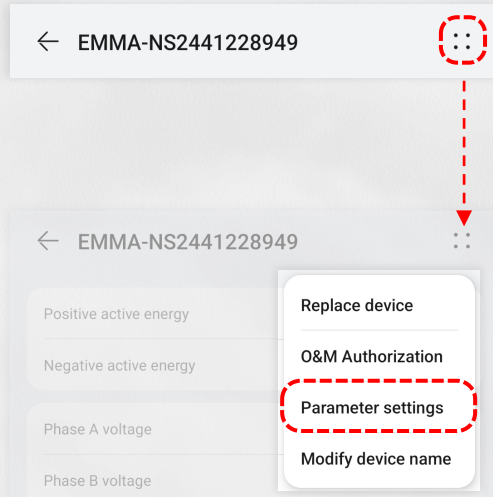 EMMA-NS2441228949
EMMA-NS2441228949
Positive active energy
Negative active energy
Phase A voltage
Phase B voltage
Replace device
O&M Authorization
Parameter settings
Modify device name